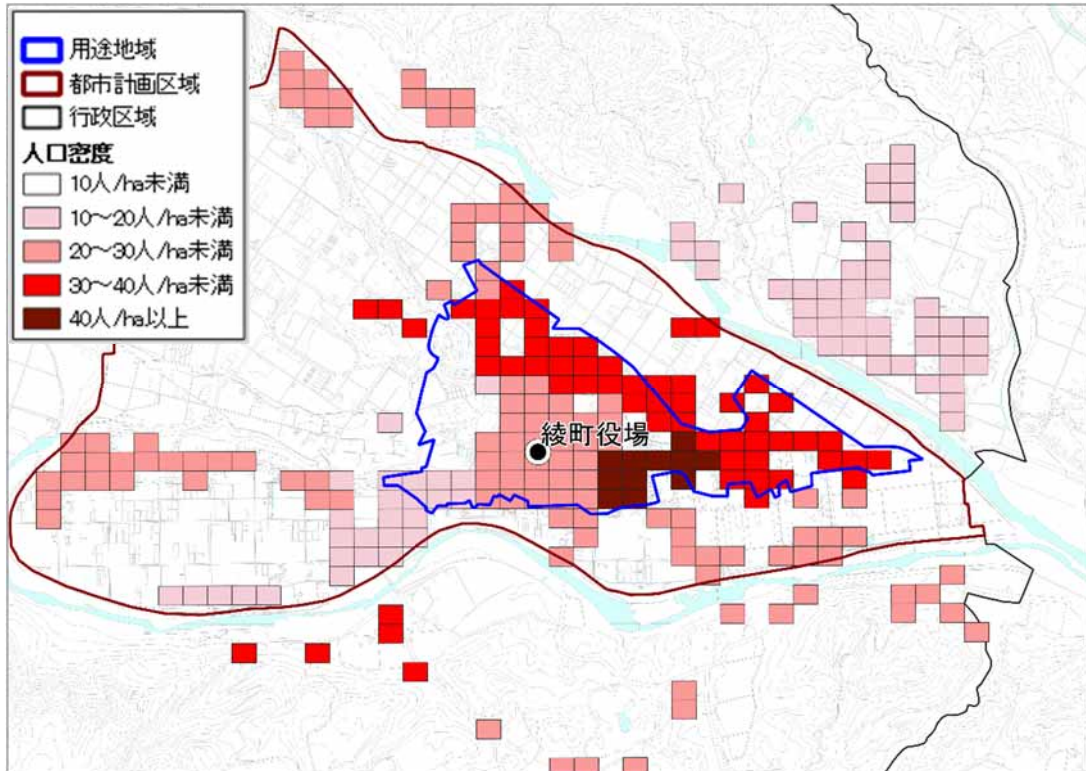 用途地域
都市計画区域
行政区域
人口密度
10人/ha未満
10～20人/ha未満
20～30人/ha未満
30～40人/ha未満
40人/ha以上
綾町役場